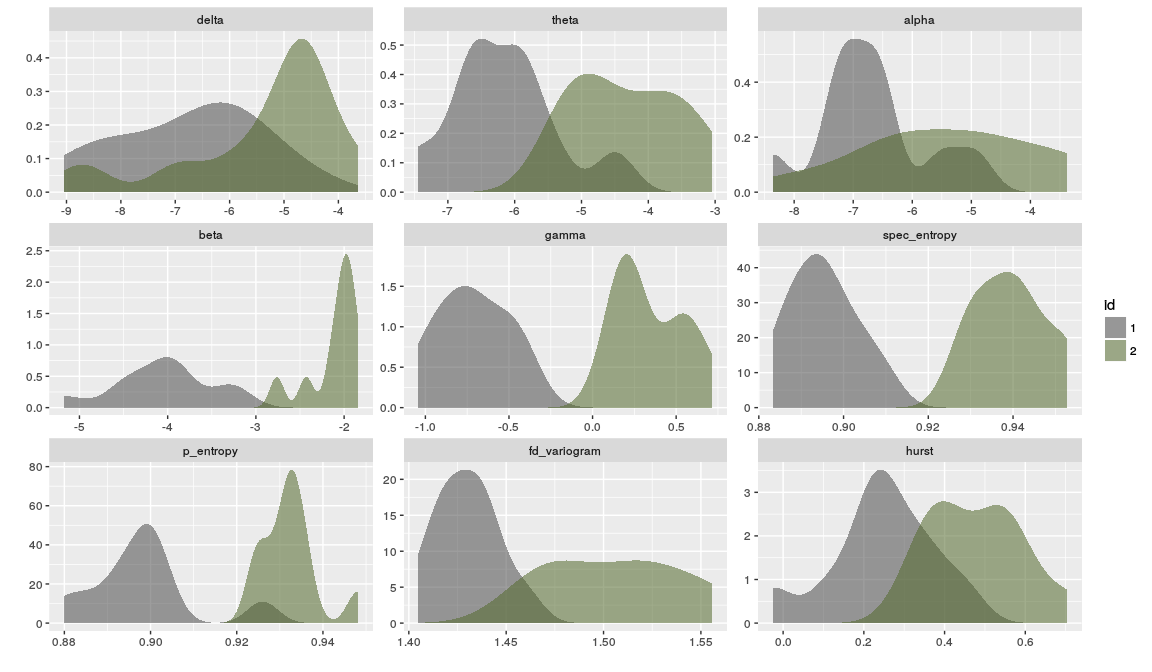 delta
theta
alpha
0.4
0.3
0.2
0.1
0.0
-9 -8 -7 -6 -5 -4
0.5
0.4
0.3
0.2
0.1
0.0
-7 -6 -5 -4 -3
0.4
0.2
0.0
-8 -7 -6 -5 -4
beta
gamma
spec_entropy
2.5
2.0
1.5
1.0
0.5
0.0
-5 -4 -3 -2
1.5
1.0
0.5
0.0
-1.0 -0.5 0.0 0.5
40
30
20
10
0
0.88 0.90 0.92 0.94
Id
1
2
p_entropy
fd_variogram
hurst
80
60
40
20
0
0.88 0.90 0.92 0.94
20
15
10
5
0
1.40 1.45 1.50 1.55
3
2
1
0
0.0 0.2 0.4 0.6